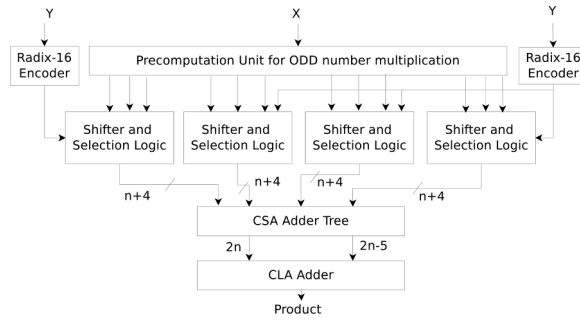 Y
X
Y
Radix-16
Encoder
Precomputation Unit for ODD number multiplication
Radix-16
Encoder
Shifter and
Selection Logic
Shifter and
Selection Logic
Shifter and
Selection Logic
Shifter and
Selection Logic
n+4
n+4
n+4
n+4
CSA Adder Tree
2n
2n-5
CLA Adder
Product